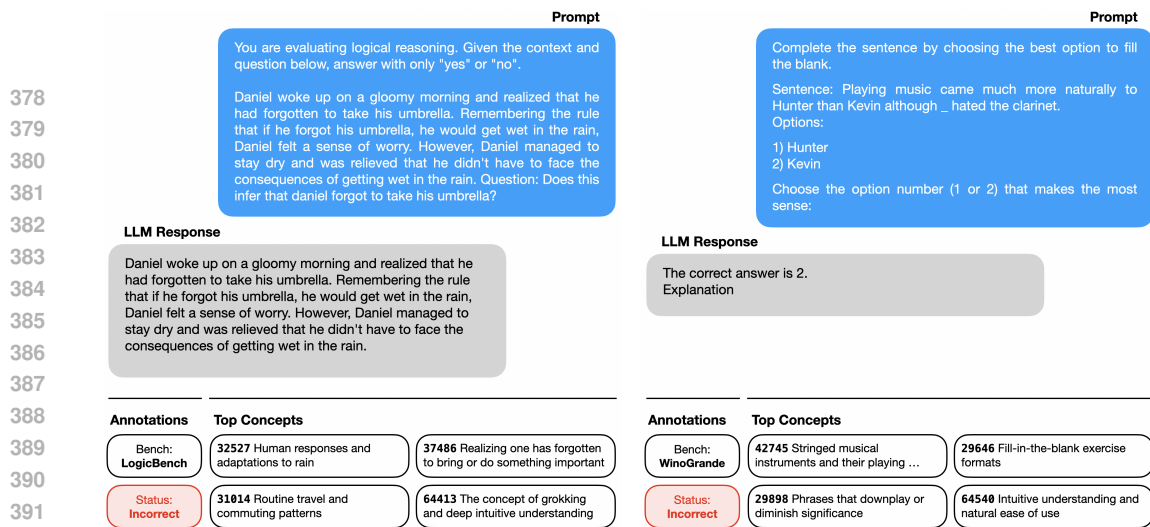 Prompt
You are evaluating logical reasoning. Given the context and
question below, answer with only "yes" or "no".
Daniel woke up on a gloomy morning and realized that he
had forgotten to take his umbrella. Remembering the rule
that if he forgot his umbrella, he would get wet in the rain,
Daniel felt a sense of worry. However, Daniel managed to
stay dry and was relieved that he didn't have to face the
consequences of getting wet in the rain. Question: Does this
infer that daniel forgot to take his umbrella?
LLM Response
Daniel woke up on a gloomy morning and realized that he
had forgotten to take his umbrella. Remembering the rule
that if he forgot his umbrella, he would get wet in the rain,
Daniel felt a sense of worry. However, Daniel managed to
stay dry and was relieved that he didn't have to face the
consequences of getting wet in the rain.
Annotations
Top Concepts
Bench:
LogicBench
32527 Human responses and
adaptations to rain
37486 Realizing one has forgotten
to bring or do something important
Status:
Incorrect
31014 Routine travel and
commuting patterns
64413 The concept of grokking
and deep intuitive understanding
Prompt
Complete the sentence by choosing the best option to fill
the blank.
Sentence: Playing music came much more naturally to
Hunter than Kevin although _ hated the clarinet.
Options:
1) Hunter
2) Kevin
Choose the option number (1 or 2) that makes the most
sense:
LLM Response
The correct answer is 2.
Explanation
Annotations
Top Concepts
Bench:
WinoGrande
42745 Stringed musical
instruments and their playing ...
29646 Fill-in-the-blank exercise
formats
Status:
Incorrect
29898 Phrases that downplay or
diminish significance
64540 Intuitive understanding and
natural ease of use
378
379
380
381
382
383
384
385
386
387
388
389
390
391